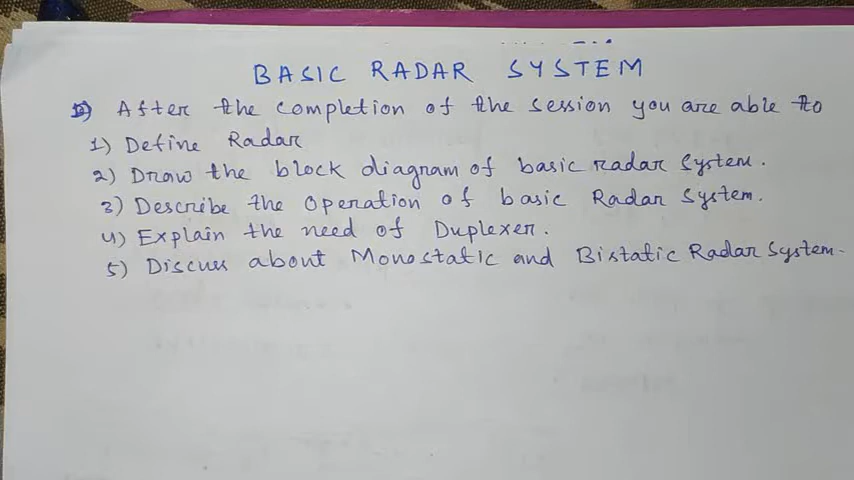 BASIC RADAR SYSTEM
After the completion of the session you are able to
1) Define Radar
2) Draw the block diagram of basic radar system.
3) Describe the operation of basic Radar system.
4) Explain the need of Duplexer.
5) Discuss about Monostatic and Bistatic Radar System.